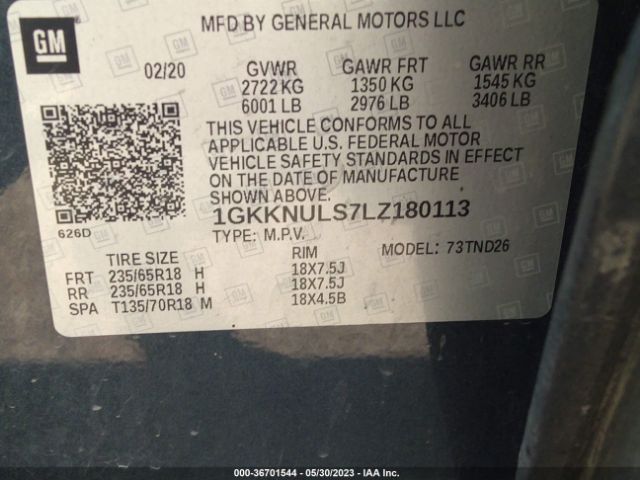 GM
MFD BY GENERAL MOTORS LLC
02/20 GVWR GAWR FRT GAWR RR
2722 KG 1350 KG 1545 KG
6001 LB 2976 LB 3406 LB
THIS VEHICLE CONFORMS TO ALL
APPLICABLE U.S. FEDERAL MOTOR
VEHICLE SAFETY STANDARDS IN EFFECT
ON THE DATE OF MANUFACTURE
SHOWN ABOVE.
626D
1GKKNULS7LZ180113
TYPE: M.P.V. MODEL: 73TND26
TIRE SIZE RIM
FRT 235/65R18 H 18X7.5J
RR 235/65R18 H 18X7.5J
SPA T135/70R18 M 18X4.5B
000-36701544 — 05/30/2023 — IAA Inc.